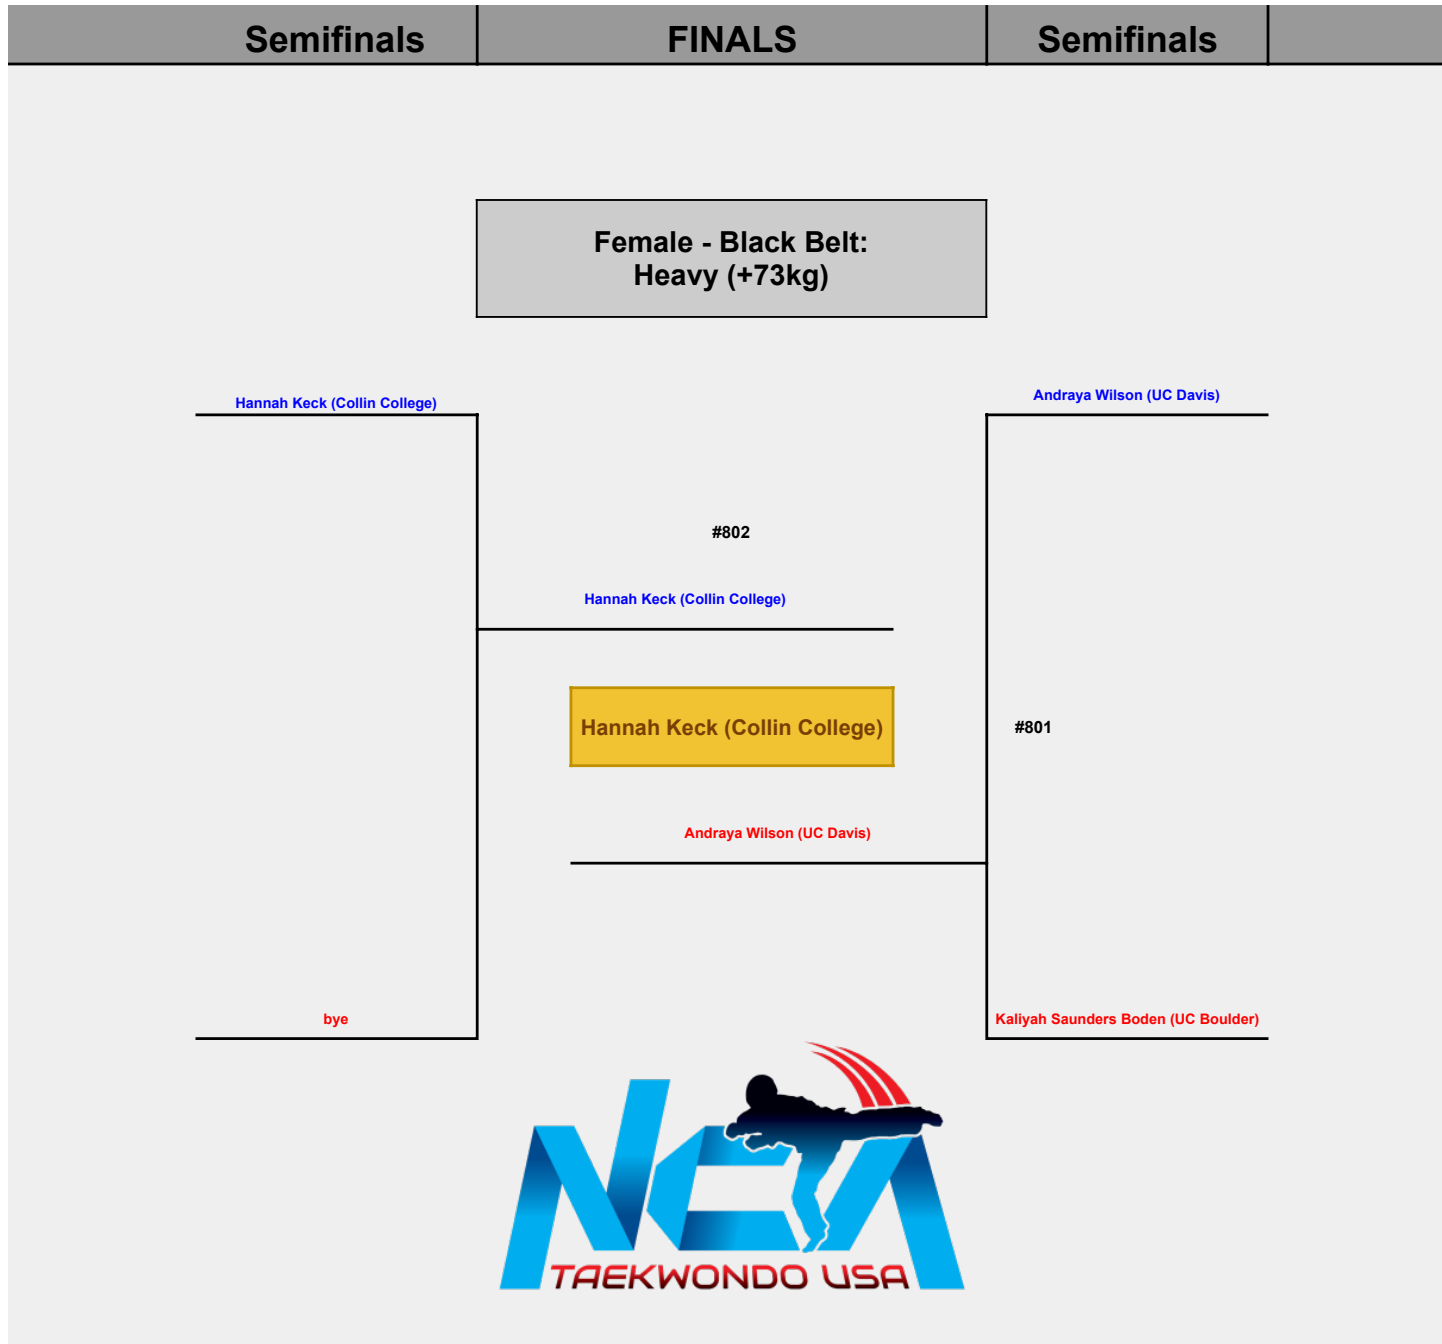 Semifinals
FINALS
Semifinals
Female - Black Belt:
Heavy (+73kg)
Hannah Keck (Collin College)
Andraya Wilson (UC Davis)
#802
Hannah Keck (Collin College)
Hannah Keck (Collin College)
#801
Andraya Wilson (UC Davis)
bye
Kaliyah Saunders Boden (UC Boulder)
NCTA
TAEKWONDO USA